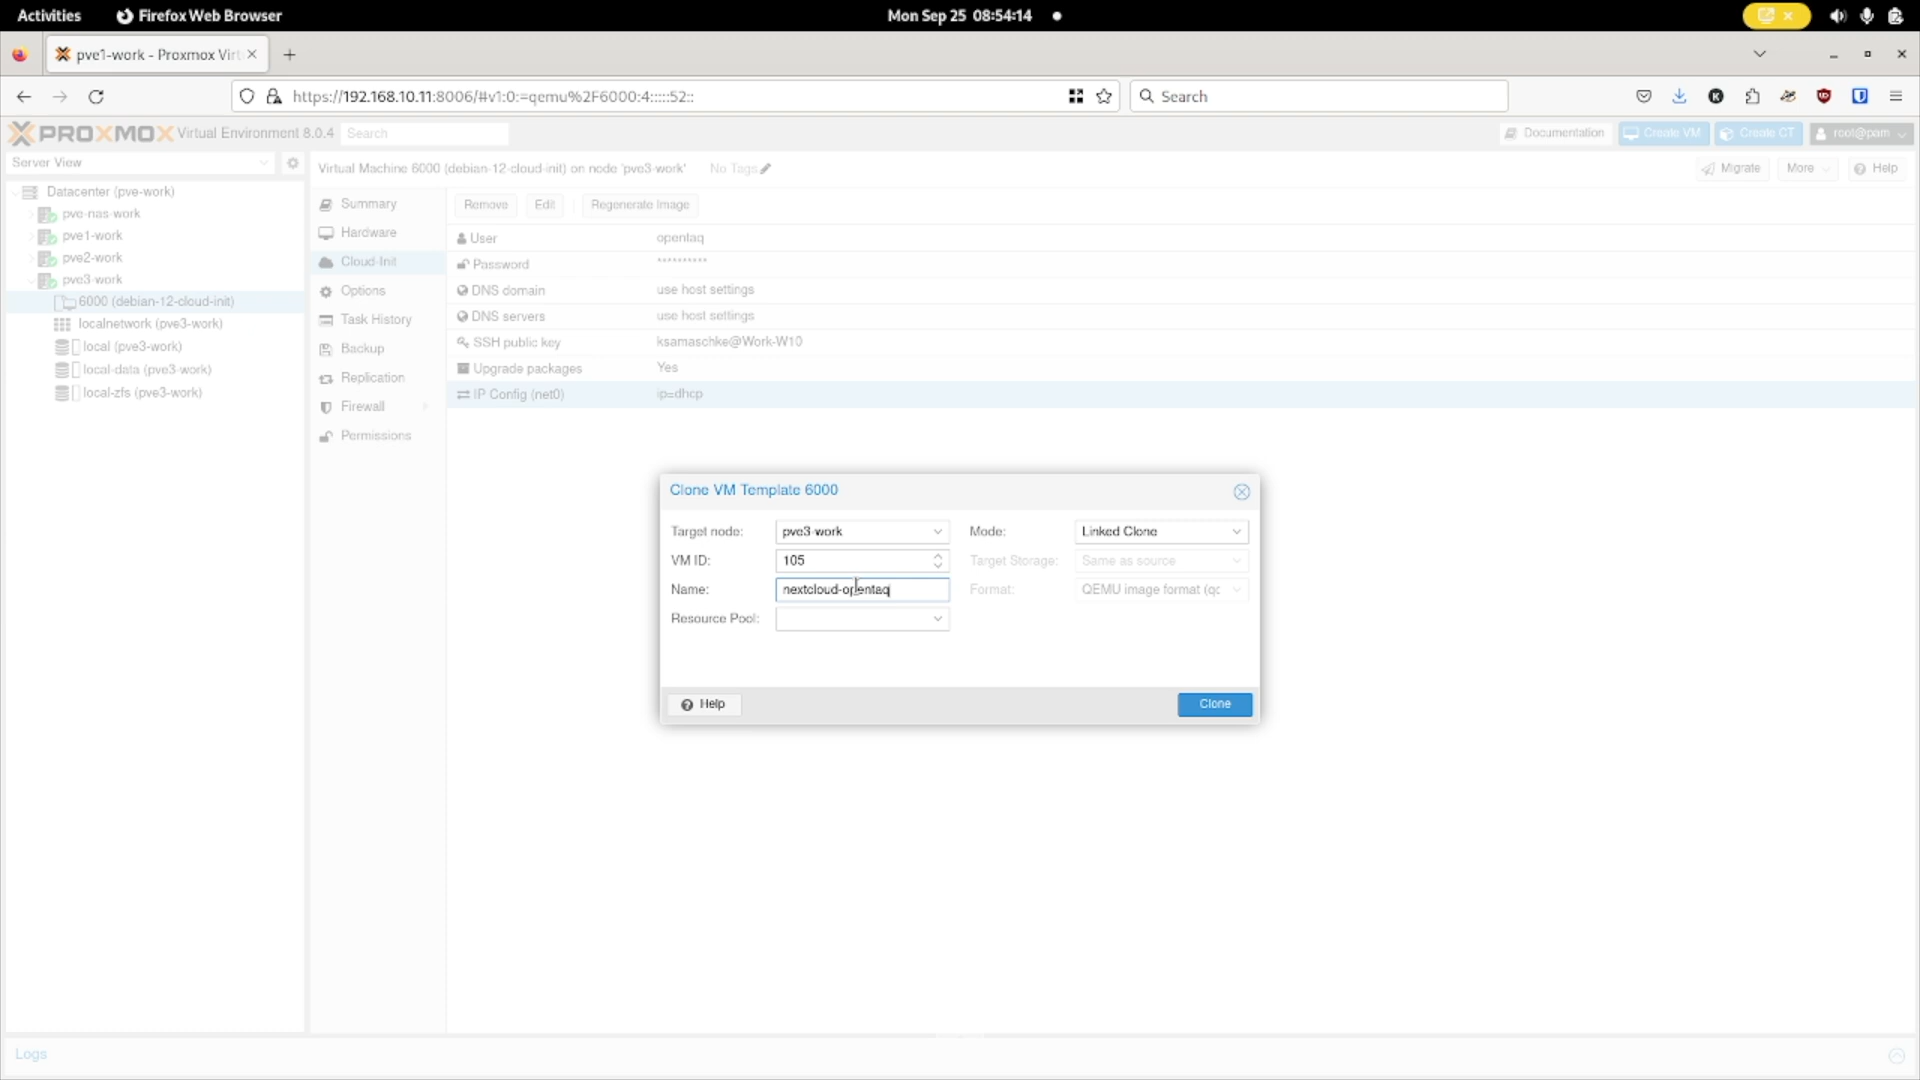 Activities
Firefox Web Browser
Mon Sep 25 08:54:14
pve1-work - Proxmox Virt
https://192.168.10.11:8006/#v1:0:=qemu%2F6000:4:::::52::
Search
PROXMOX Virtual Environment 8.0.4
Search
Documentation
Create VM
Create CT
root@pam
Server View
Virtual Machine 6000 (debian-12-cloud-init) on node 'pve3-work'
No Tags
Migrate
More
Help
Datacenter (pve-work)
pve-nas-work
pve1-work
pve2-work
pve3-work
6000 (debian-12-cloud-init)
localnetwork (pve3-work)
local (pve3-work)
local-data (pve3-work)
local-zfs (pve3-work)
Summary
Hardware
Cloud-Init
Options
Task History
Backup
Replication
Firewall
Permissions
Remove
Edit
Regenerate Image
User opentaq
Password **********
DNS domain use host settings
DNS servers use host settings
SSH public key ksamaschke@Work-W10
Upgrade packages Yes
IP Config (net0) ip=dhcp
Clone VM Template 6000
Target node: pve3-work
Mode: Linked Clone
VM ID: 105
Target Storage: Same as source
Name: nextcloud-opentaq
Format: QEMU image format (qc
Resource Pool:
Help
Clone
Logs